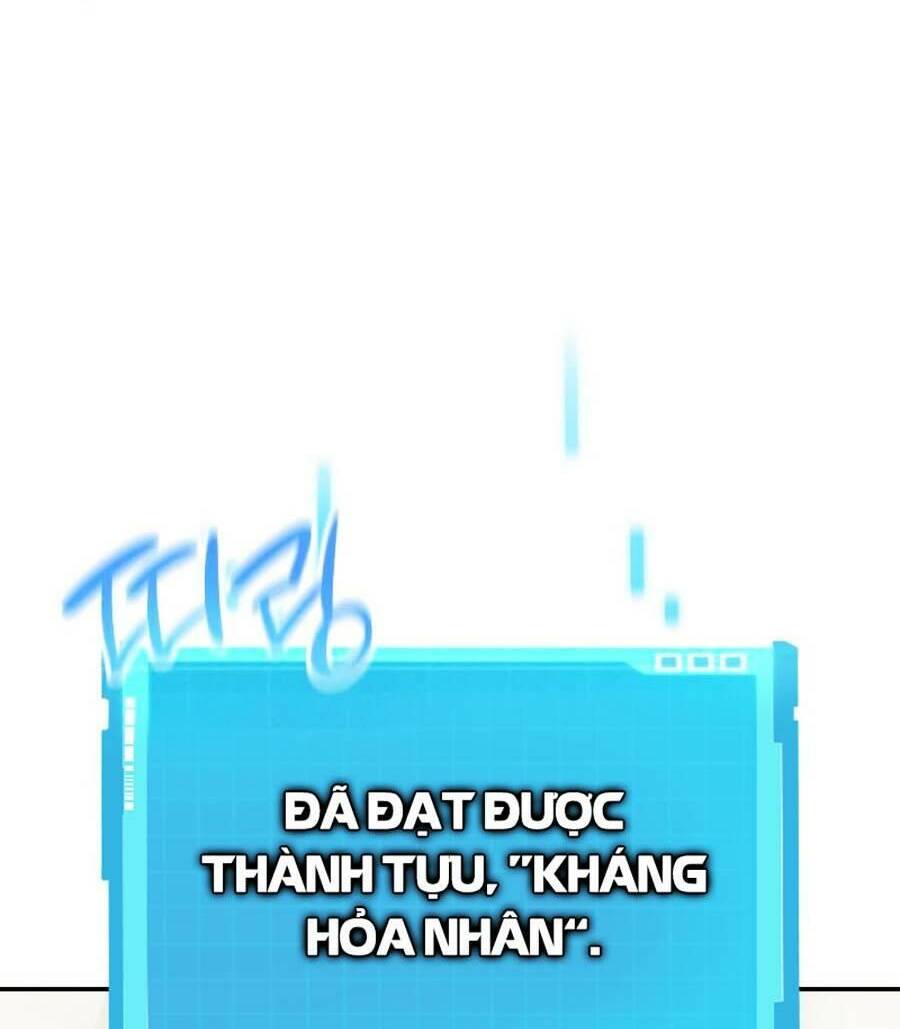 띠링
ĐÃ ĐẠT ĐƯỢC
THÀNH TỰU, "KHÁNG
HỎA NHÂN".